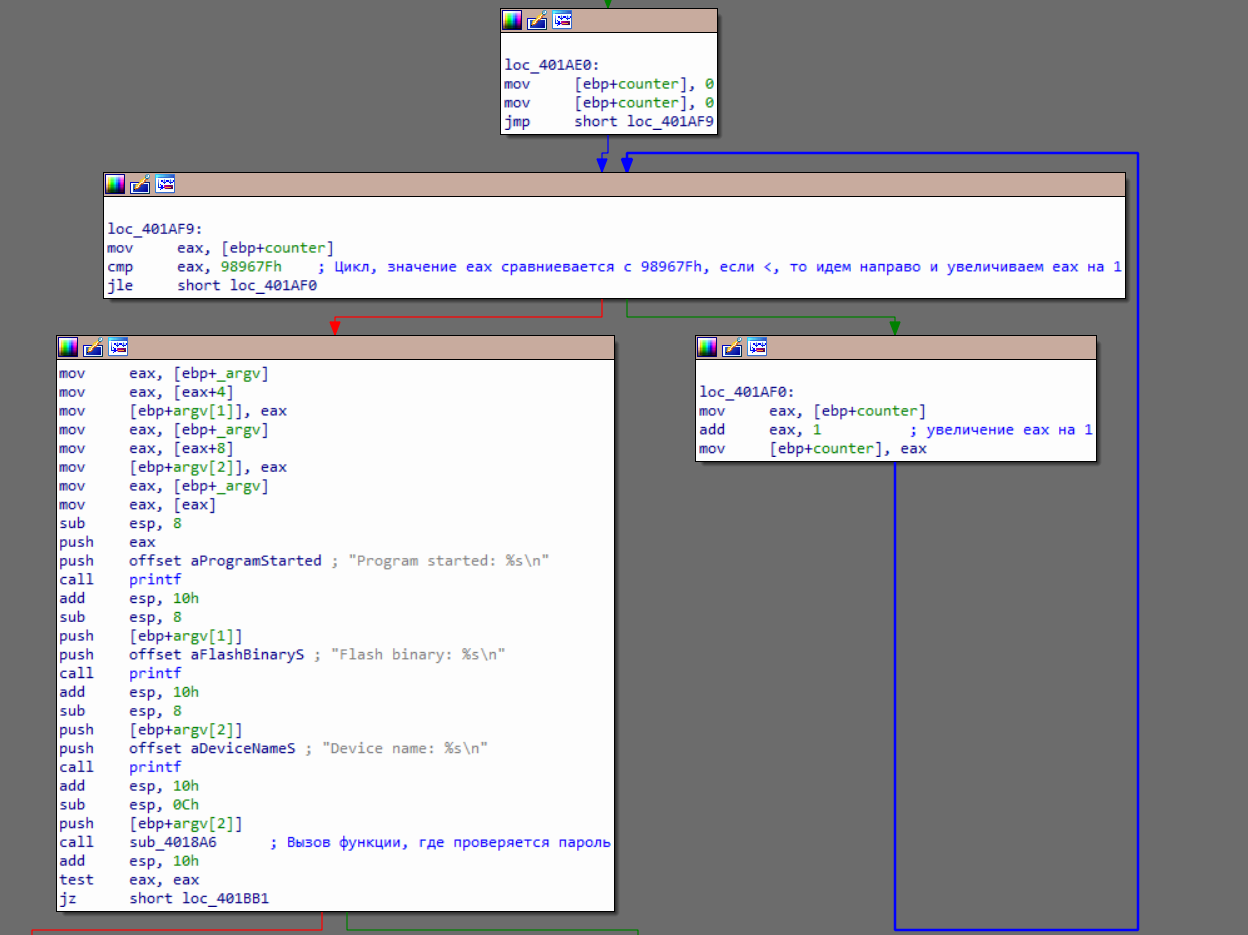 loc_401AE0:
mov [ebp+counter], 0
mov [ebp+counter], 0
jmp short loc_401AF9
loc_401AF9:
mov eax, [ebp+counter]
cmp eax, 98967Fh ; Цикл, значение eax сравниевается с 98967Fh, если <, то идем направо и увеличиваем eax на 1
jle short loc_401AF0
mov eax, [ebp+_argv]
mov eax, [eax+4]
mov [ebp+argv[1]], eax
mov eax, [ebp+_argv]
mov eax, [eax+8]
mov [ebp+argv[2]], eax
mov eax, [ebp+_argv]
mov eax, [eax]
sub esp, 8
push eax
push offset aProgramStarted ; "Program started: %s\n"
call printf
add esp, 10h
sub esp, 8
push [ebp+argv[1]]
push offset aFlashBinaryS ; "Flash binary: %s\n"
call printf
add esp, 10h
sub esp, 8
push [ebp+argv[2]]
push offset aDeviceNameS ; "Device name: %s\n"
call printf
add esp, 10h
sub esp, 0Ch
push [ebp+argv[2]]
call sub_4018A6 ; Вызов функции, где проверяется пароль
add esp, 10h
test eax, eax
jz short loc_401BB1
loc_401AF0:
mov eax, [ebp+counter]
add eax, 1 ; увеличение eax на 1
mov [ebp+counter], eax